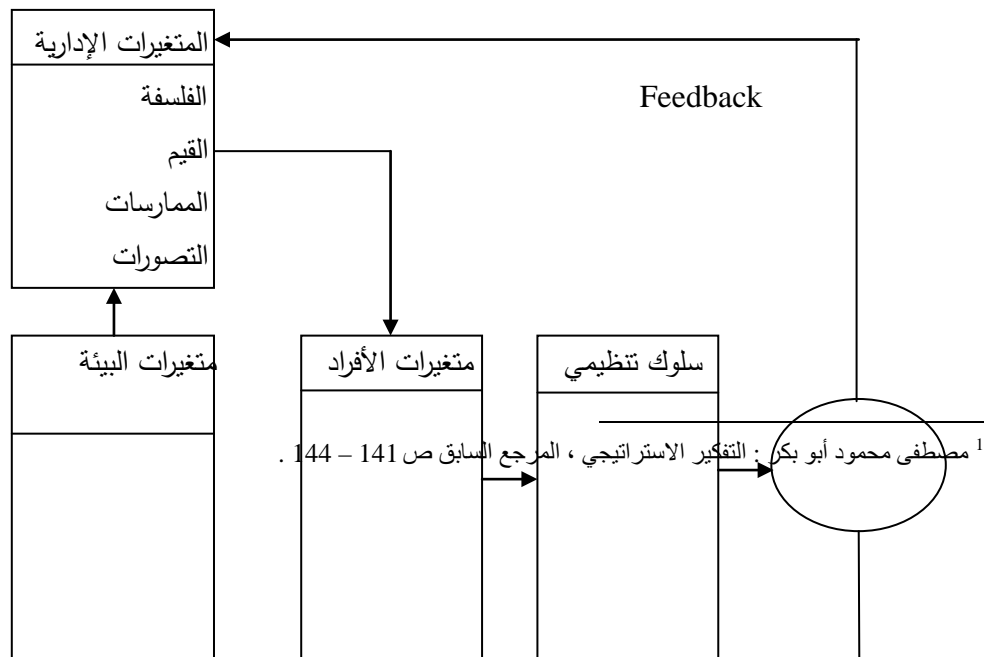 المتغيرات الإدارية
الفلسفة
Feedback
القيم
الممارسات
التصورات
سلوك تنظيمي
متغيرات الأفراد
متغيرات البيئة
1 مصطفى محمود أبو بكر : التفكير الاستراتيجي ، المرجع السابق ص 141 – 144 .